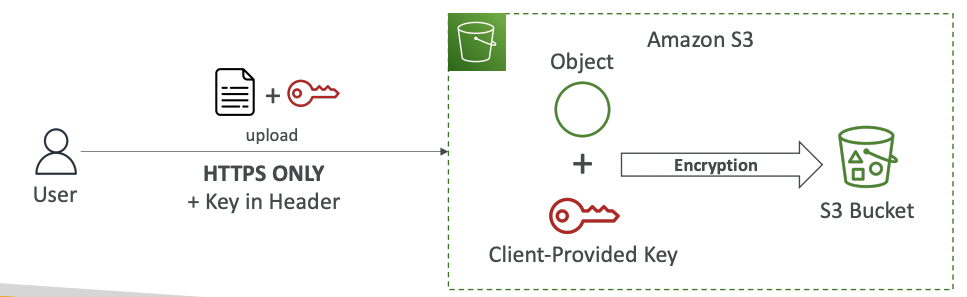 Amazon S3
Object
upload
HTTPS ONLY
+ Key in Header
User
+
+
Encryption
S3 Bucket
Client-Provided Key